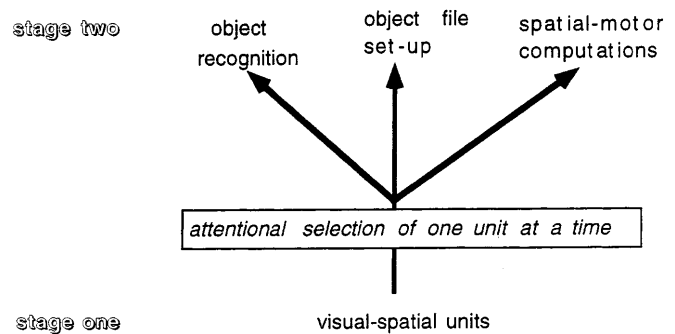 stage two
object
recognition
object file
set-up
spatial-motor
computations
attentional selection of one unit at a time
stage one
visual-spatial units